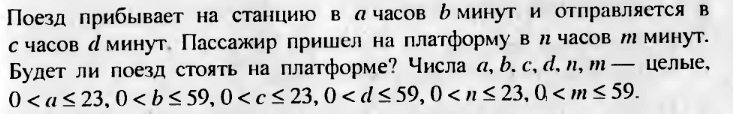 Поезд прибывает на станцию в a часов b минут и отправляется в
c часов d минут. Пассажир пришел на платформу в n часов m минут.
Будет ли поезд стоять на платформе? Числа a, b, c, d, n, m — целые,
0 < a ≤ 23, 0 < b ≤ 59, 0 < c ≤ 23, 0 < d ≤ 59, 0 < n ≤ 23, 0 < m ≤ 59.